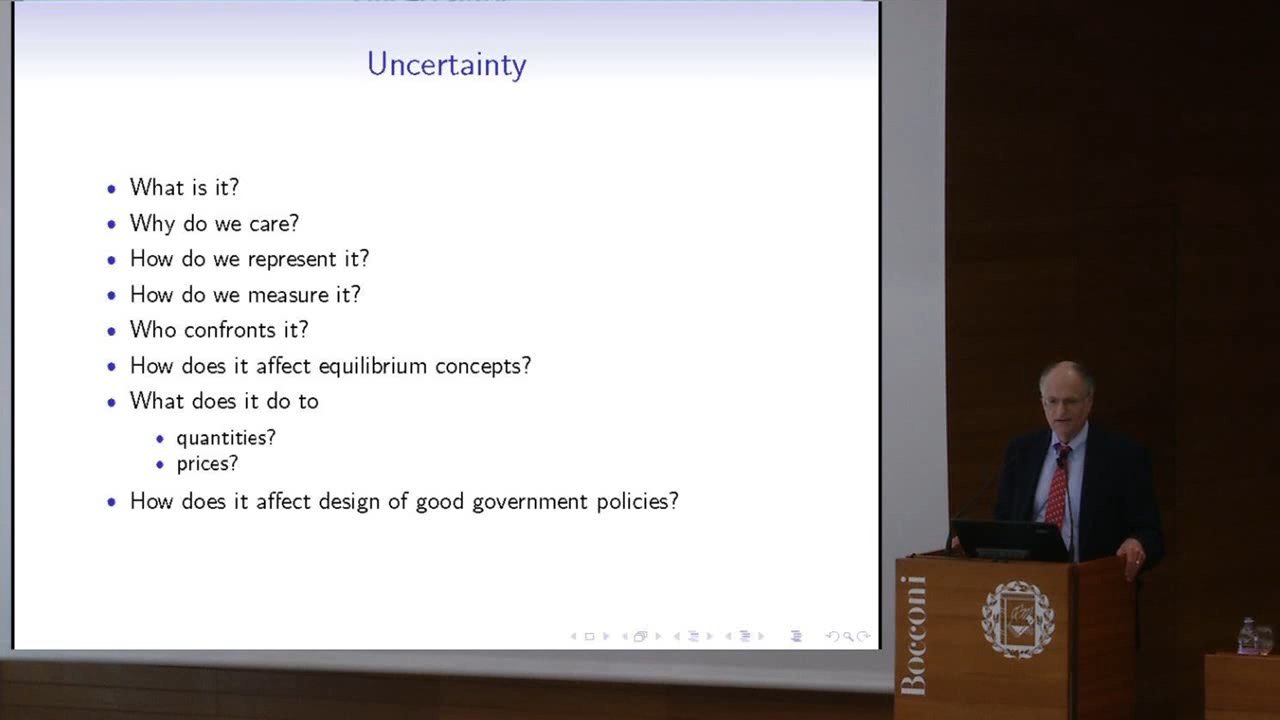 Uncertainty
What is it?
Why do we care?
How do we represent it?
How do we measure it?
Who confronts it?
How does it affect equilibrium concepts?
What does it do to
quantities?
prices?
How does it affect design of good government policies?
Bocconi